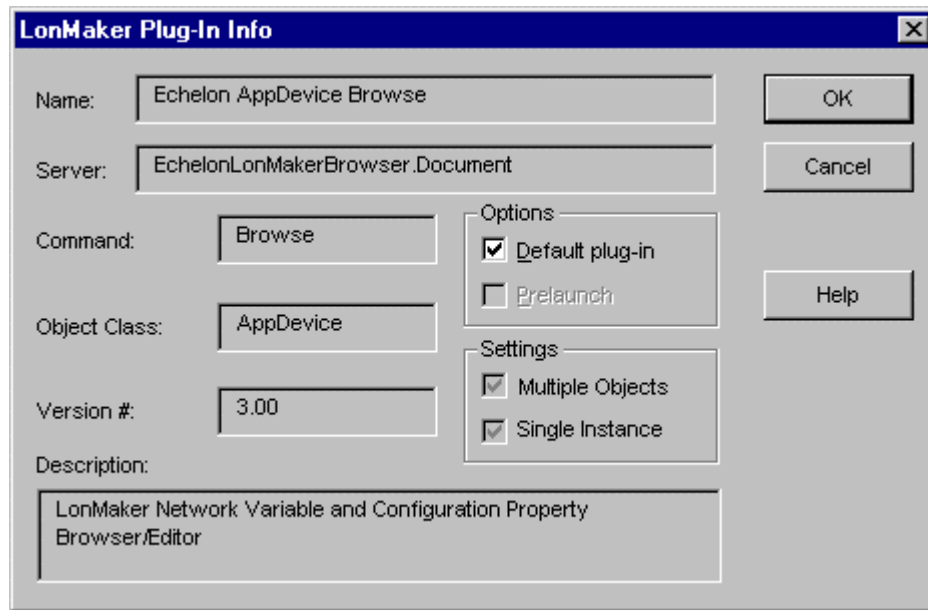 LonMaker Plug-In Info
Name:
Echelon AppDevice Browse
OK
Server:
EchelonLonMakerBrowser.Document
Cancel
Command:
Browse
Options
Default plug-in
Prelaunch
Help
Object Class:
AppDevice
Settings
Multiple Objects
Single Instance
Version #:
3.00
Description:
LonMaker Network Variable and Configuration Property
Browser/Editor